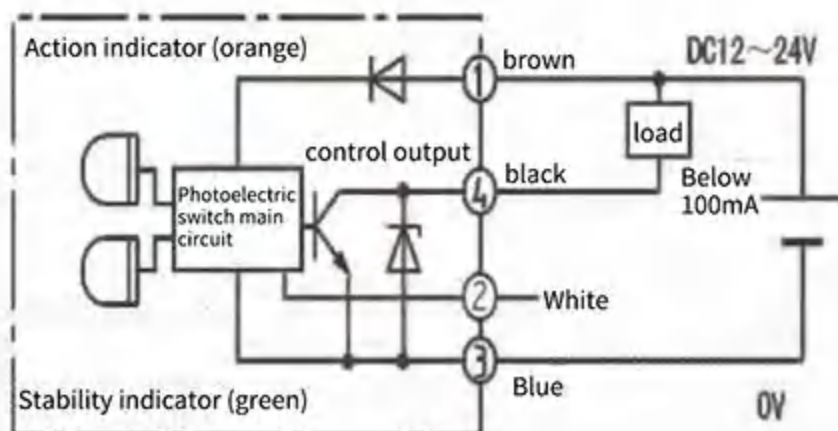 Action indicator (orange)
① brown
DC12～24V
load
control output
④ black
Below
100mA
Photoelectric
switch main
circuit
② White
③
Blue
Stability indicator (green)
0V